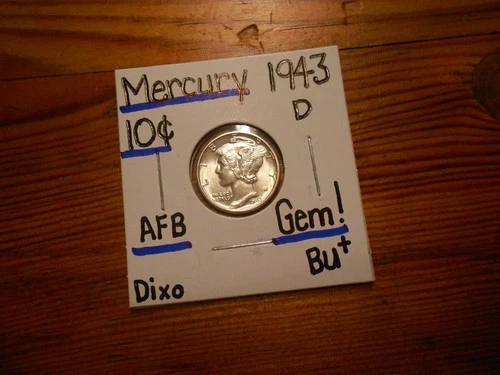 Mercury 1943
10¢ D
AFB Gem!
Bu+
Dixo